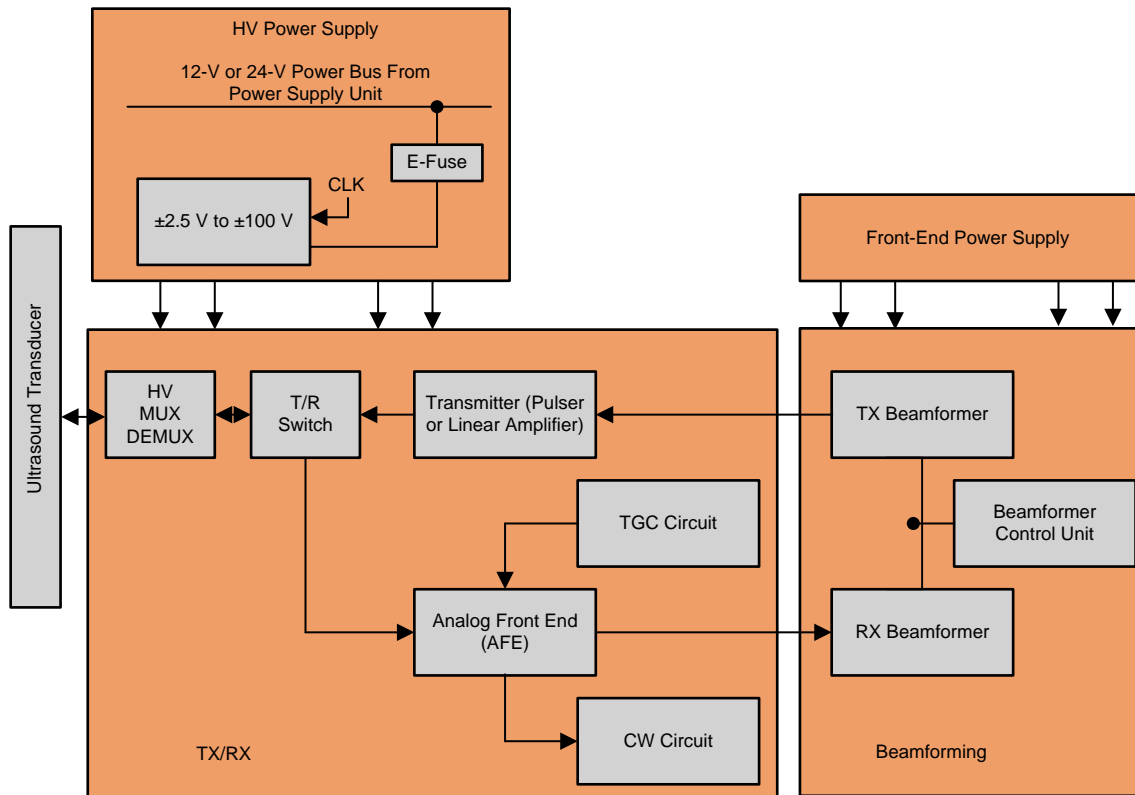 HV Power Supply
12-V or 24-V Power Bus From
Power Supply Unit
E-Fuse
CLK
±2.5 V to ±100 V
Front-End Power Supply
Ultrasound Transducer
HV
MUX
DEMUX
T/R
Switch
Transmitter (Pulser
or Linear Amplifier)
TX Beamformer
TGC Circuit
Beamformer
Control Unit
Analog Front End
(AFE)
RX Beamformer
CW Circuit
TX/RX
Beamforming